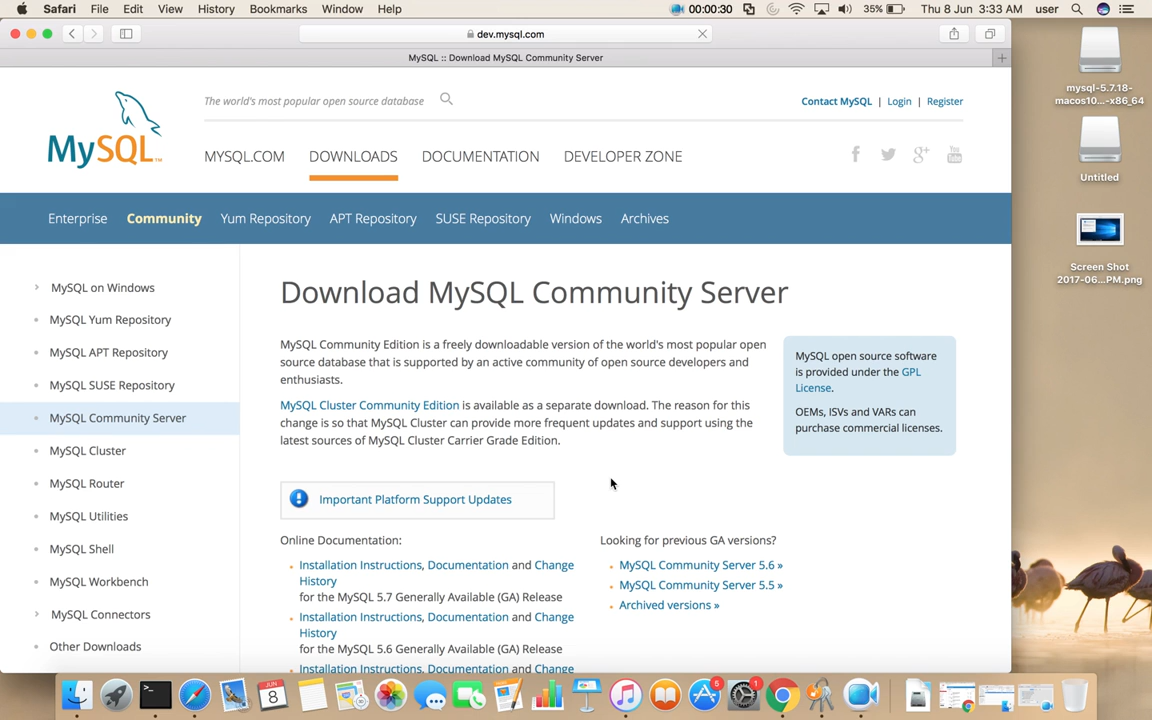 Safari File Edit View History Bookmarks Window Help 00:00:30 35% Thu 8 Jun 3:33 AM user
dev.mysql.com
MySQL :: Download MySQL Community Server
MySQL™
The world's most popular open source database
Contact MySQL | Login | Register
MYSQL.COM DOWNLOADS DOCUMENTATION DEVELOPER ZONE
Enterprise Community Yum Repository APT Repository SUSE Repository Windows Archives
MySQL on Windows
MySQL Yum Repository
MySQL APT Repository
MySQL SUSE Repository
MySQL Community Server
MySQL Cluster
MySQL Router
MySQL Utilities
MySQL Shell
MySQL Workbench
MySQL Connectors
Other Downloads
Download MySQL Community Server
MySQL Community Edition is a freely downloadable version of the world's most popular open
source database that is supported by an active community of open source developers and
enthusiasts.
MySQL Cluster Community Edition is available as a separate download. The reason for this
change is so that MySQL Cluster can provide more frequent updates and support using the
latest sources of MySQL Cluster Carrier Grade Edition.
MySQL open source software
is provided under the GPL
License.
OEMs, ISVs and VARs can
purchase commercial licenses.
Important Platform Support Updates
Online Documentation:
Installation Instructions, Documentation and Change
History
for the MySQL 5.7 Generally Available (GA) Release
Installation Instructions, Documentation and Change
History
for the MySQL 5.6 Generally Available (GA) Release
Installation Instructions, Documentation and Change
Looking for previous GA versions?
MySQL Community Server 5.6 »
MySQL Community Server 5.5 »
Archived versions »
mysql-5.7.18-
macos10...-x86_64
Untitled
Screen Shot
2017-06...PM.png
JUN
8
5
1